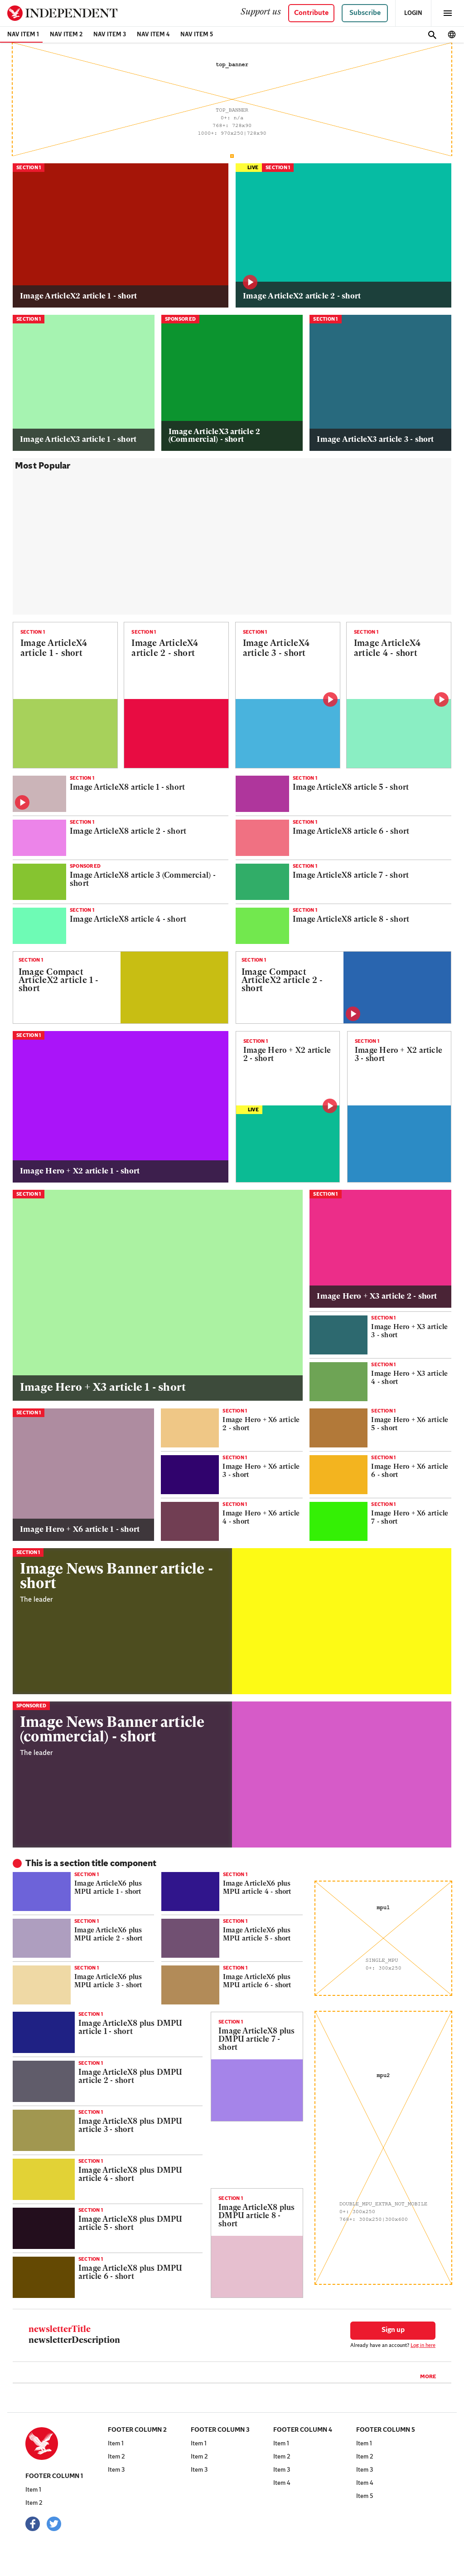 INDEPENDENT
Support us
Contribute
Subscribe
LOGIN
NAV ITEM 1
NAV ITEM 2
NAV ITEM 3
NAV ITEM 4
NAV ITEM 5
top_banner
TOP_BANNER
0+: n/a
768+: 728x90
1000+: 970x250|728x90
SECTION 1
Image ArticleX2 article 1 - short
LIVE
SECTION 1
Image ArticleX2 article 2 - short
SECTION 1
Image ArticleX3 article 1 - short
SPONSORED
Image ArticleX3 article 2
(Commercial) - short
SECTION 1
Image ArticleX3 article 3 - short
Most Popular
SECTION 1
Image ArticleX4
article 1 - short
SECTION 1
Image ArticleX4
article 2 - short
SECTION 1
Image ArticleX4
article 3 - short
SECTION 1
Image ArticleX4
article 4 - short
SECTION 1
Image ArticleX8 article 1 - short
SECTION 1
Image ArticleX8 article 2 - short
SPONSORED
Image ArticleX8 article 3 (Commercial) -
short
SECTION 1
Image ArticleX8 article 4 - short
SECTION 1
Image ArticleX8 article 5 - short
SECTION 1
Image ArticleX8 article 6 - short
SECTION 1
Image ArticleX8 article 7 - short
SECTION 1
Image ArticleX8 article 8 - short
SECTION 1
Image Compact
ArticleX2 article 1 -
short
SECTION 1
Image Compact
ArticleX2 article 2 -
short
SECTION 1
Image Hero + X2 article 1 - short
SECTION 1
Image Hero + X2 article
2 - short
LIVE
SECTION 1
Image Hero + X2 article
3 - short
SECTION 1
Image Hero + X3 article 1 - short
SECTION 1
Image Hero + X3 article 2 - short
SECTION 1
Image Hero + X3 article
3 - short
SECTION 1
Image Hero + X3 article
4 - short
SECTION 1
Image Hero + X6 article 1 - short
SECTION 1
Image Hero + X6 article
2 - short
SECTION 1
Image Hero + X6 article
3 - short
SECTION 1
Image Hero + X6 article
4 - short
SECTION 1
Image Hero + X6 article
5 - short
SECTION 1
Image Hero + X6 article
6 - short
SECTION 1
Image Hero + X6 article
7 - short
SECTION 1
Image News Banner article -
short
The leader
SPONSORED
Image News Banner article
(commercial) - short
The leader
This is a section title component
SECTION 1
Image ArticleX6 plus
MPU article 1 - short
SECTION 1
Image ArticleX6 plus
MPU article 2 - short
SECTION 1
Image ArticleX6 plus
MPU article 3 - short
SECTION 1
Image ArticleX6 plus
MPU article 4 - short
SECTION 1
Image ArticleX6 plus
MPU article 5 - short
SECTION 1
Image ArticleX6 plus
MPU article 6 - short
mpu1
SINGLE_MPU
0+: 300x250
SECTION 1
Image ArticleX8 plus DMPU
article 1 - short
SECTION 1
Image ArticleX8 plus DMPU
article 2 - short
SECTION 1
Image ArticleX8 plus DMPU
article 3 - short
SECTION 1
Image ArticleX8 plus DMPU
article 4 - short
SECTION 1
Image ArticleX8 plus DMPU
article 5 - short
SECTION 1
Image ArticleX8 plus DMPU
article 6 - short
SECTION 1
Image ArticleX8 plus
DMPU article 7 -
short
SECTION 1
Image ArticleX8 plus
DMPU article 8 -
short
mpu2
DOUBLE_MPU_EXTRA_NOT_MOBILE
0+: 300x250
768+: 300x250|300x600
newsletterTitle
newsletterDescription
Sign up
Already have an account? Log in here
MORE
FOOTER COLUMN 1
Item 1
Item 2
FOOTER COLUMN 2
Item 1
Item 2
Item 3
FOOTER COLUMN 3
Item 1
Item 2
Item 3
FOOTER COLUMN 4
Item 1
Item 2
Item 3
Item 4
FOOTER COLUMN 5
Item 1
Item 2
Item 3
Item 4
Item 5